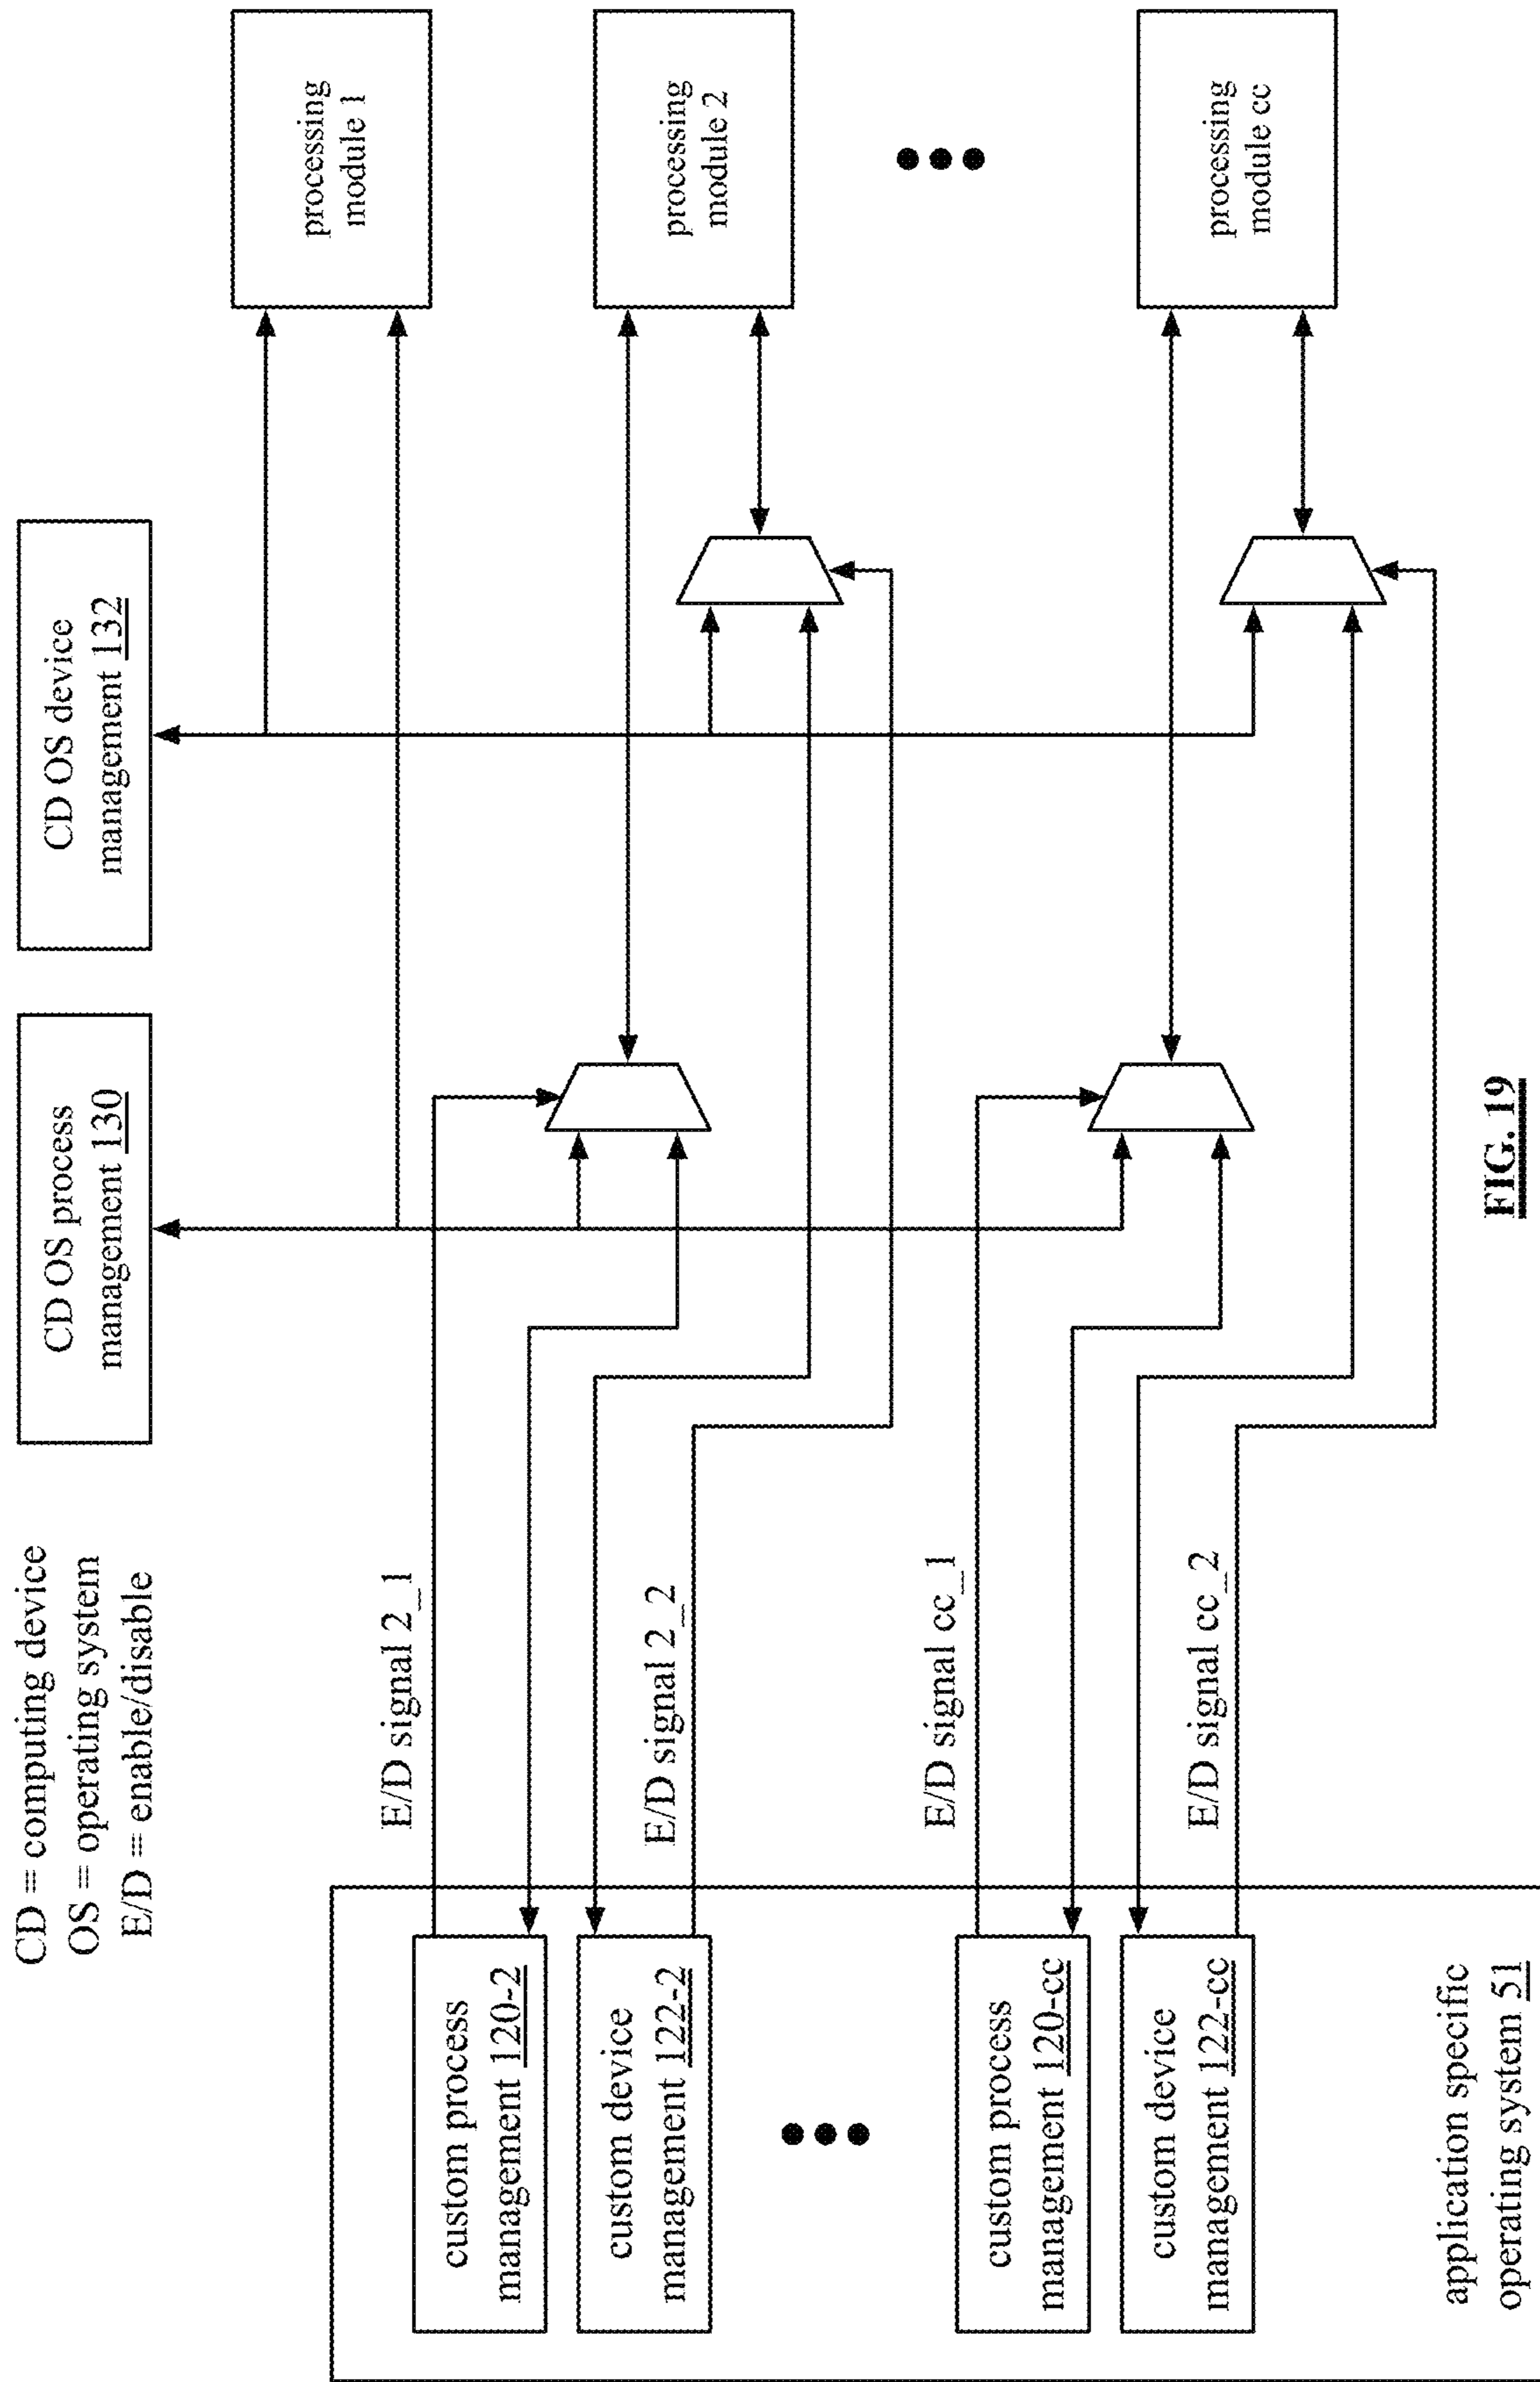 CD = computing device
OS = operating system
E/D = enable/disable
CD OS process
management 130
CD OS device
management 132
processing
module 1
E/D signal 2_1
custom process
management 120-2
custom device
management 122-2
E/D signal 2_2
processing
module 2
E/D signal cc_1
custom process
management 120-cc
custom device
management 122-cc
E/D signal cc_2
processing
module cc
application specific
operating system 51
FIG. 19